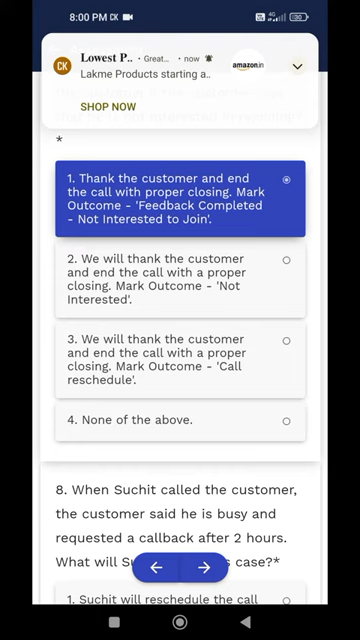 8:00 PM CK
4G
30
CK
Lowest P.. • Great.. • now
Lakme Products starting a..
amazon.in
SHOP NOW
*
1. Thank the customer and end
the call with proper closing. Mark
Outcome - 'Feedback Completed
- Not Interested to Join'.
2. We will thank the customer
and end the call with a proper
closing. Mark Outcome - 'Not
Interested'.
3. We will thank the customer
and end the call with a proper
closing. Mark Outcome - 'Call
reschedule'.
4. None of the above.
8. When Suchit called the customer,
the customer said he is busy and
requested a callback after 2 hours.
What will case?*
1. Suchit will reschedule the call